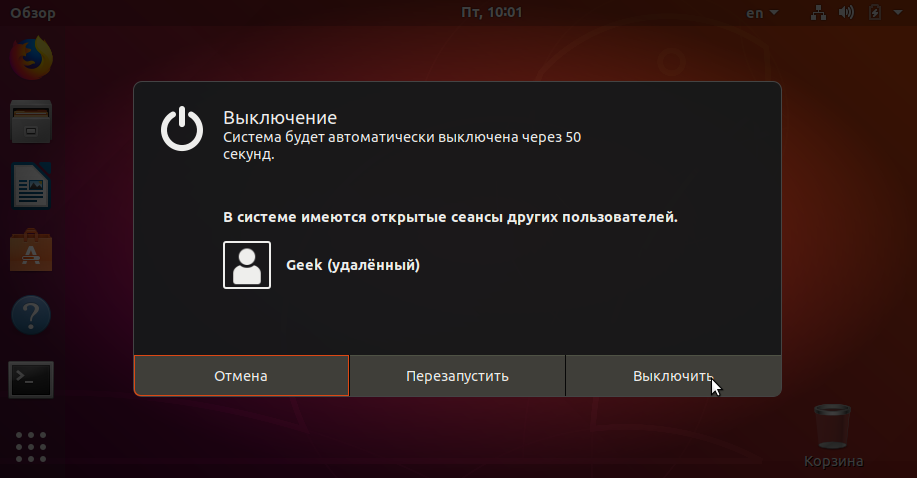 Обзор
Пт, 10:01
en
Выключение
Система будет автоматически выключена через 50
секунд.
В системе имеются открытые сеансы других пользователей.
Geek (удалённый)
Отмена
Перезапустить
Выключить
Корзина